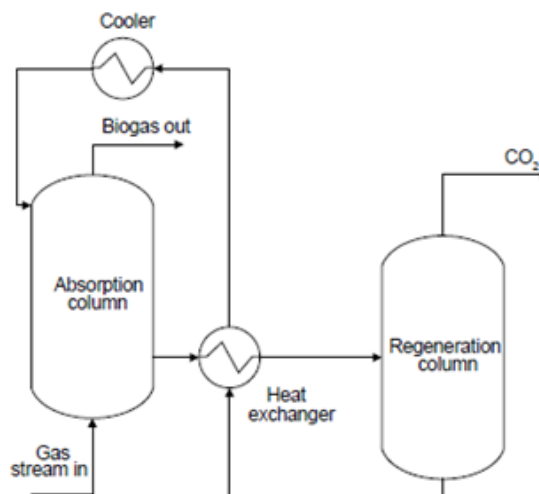 Cooler
Biogas out
CO₂
Absorption
column
Regeneration
column
Heat
exchanger
Gas
stream in